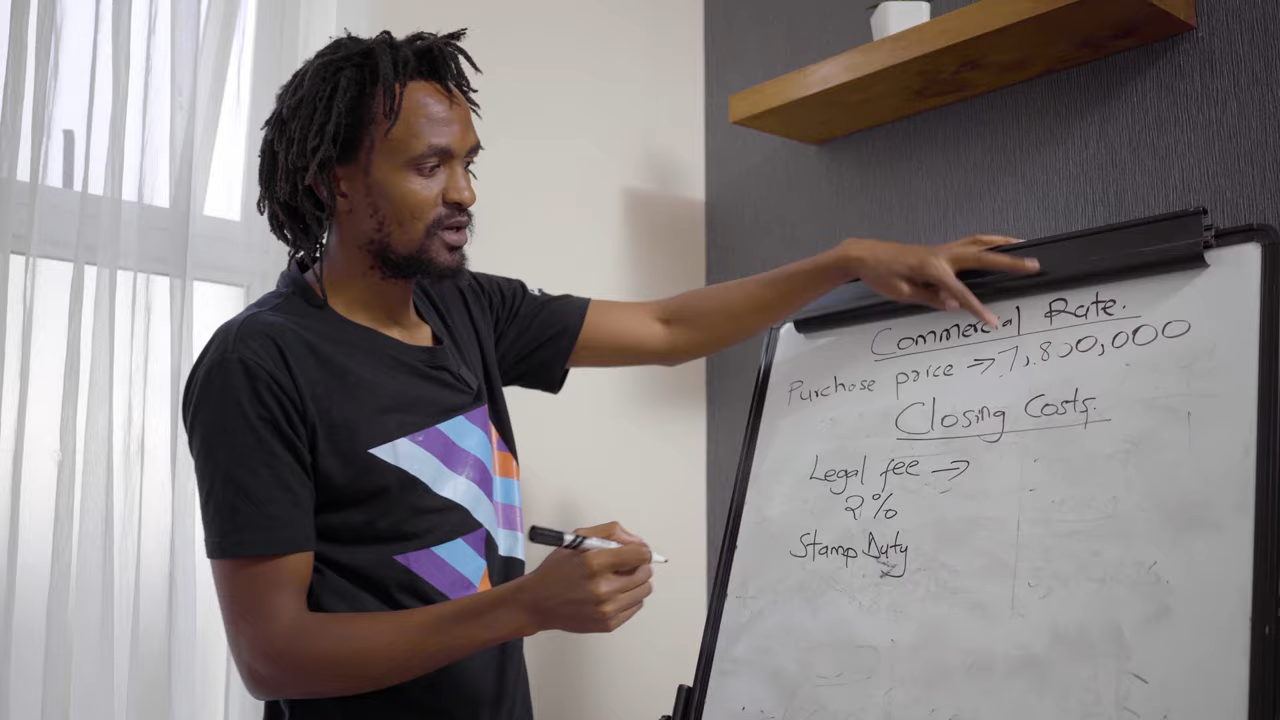 Commercial Rate.
Purchase price → 7,800,000
Closing Costs.
Legal fee →
2%
Stamp Duty